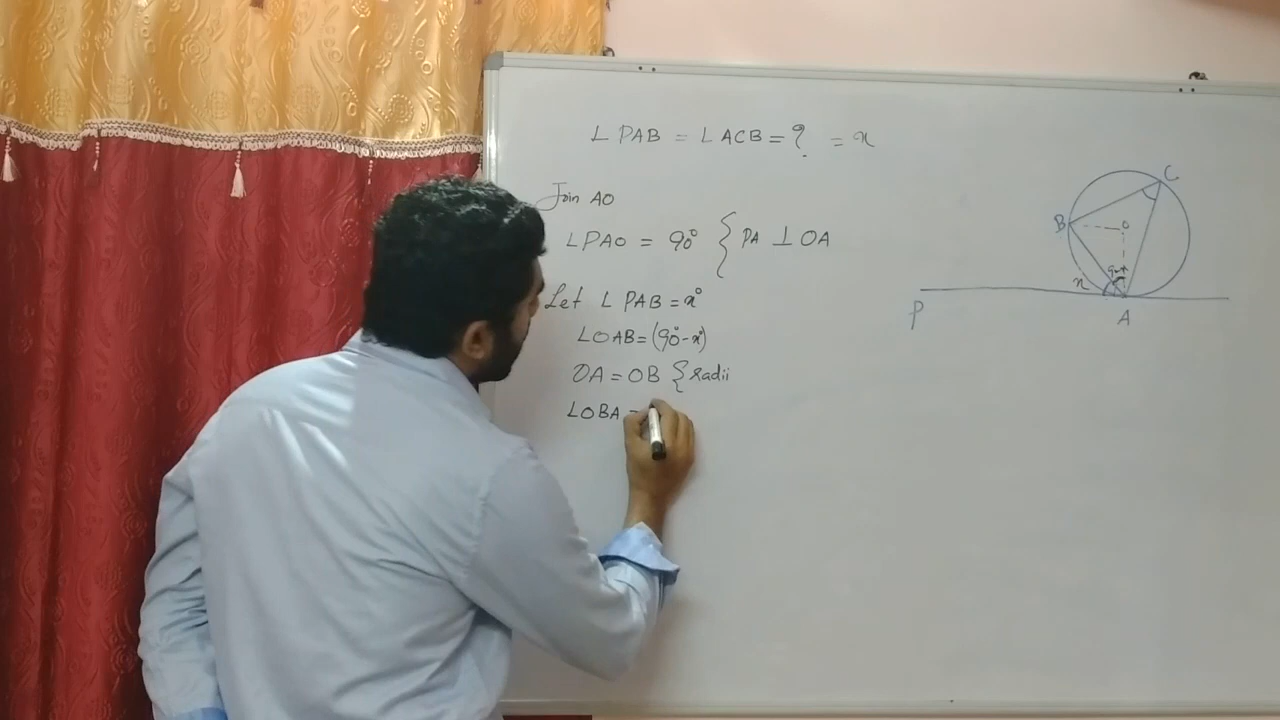 ∠PAB = ∠ACB = ? = x
Join AO
∠PAO = 90° { PA ⊥ OA
Let ∠PAB = x°
∠OAB = (90° - x°)
OA = OB { radii
∠OBA =
C
B
O
x
P
A